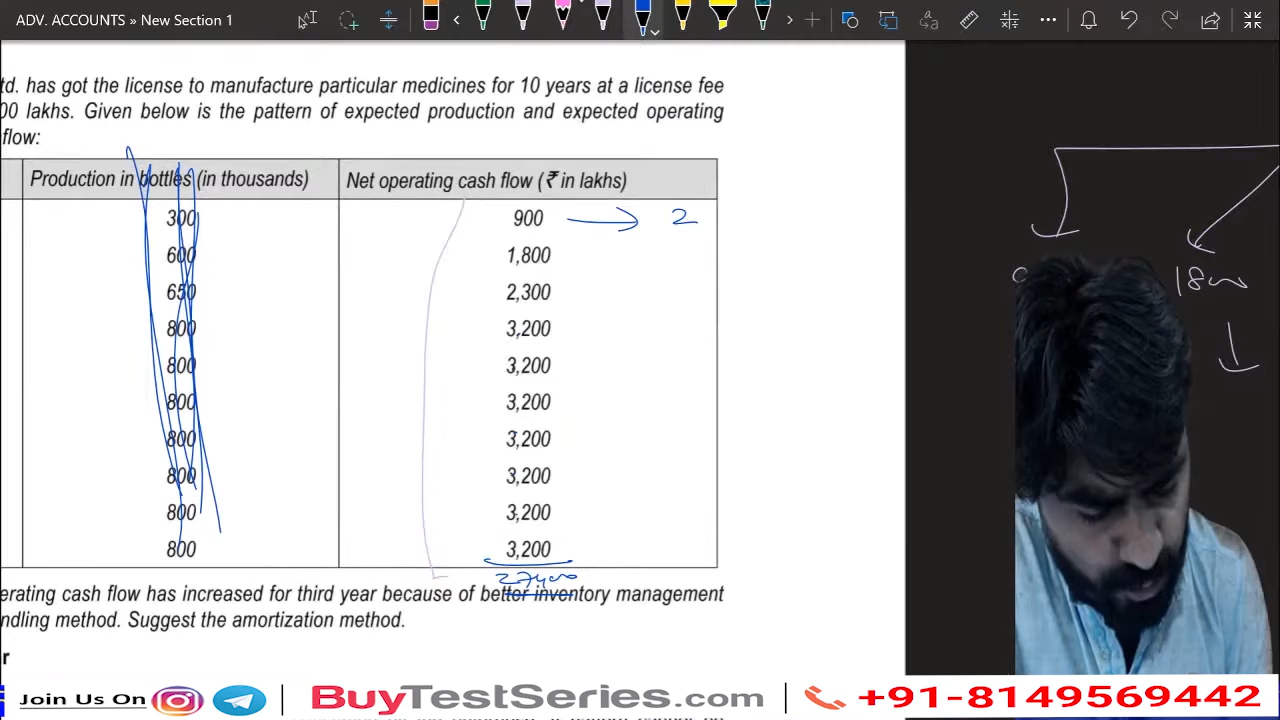 ADV. ACCOUNTS » New Section 1
td. has got the license to manufacture particular medicines for 10 years at a license fee
00 lakhs. Given below is the pattern of expected production and expected operating
flow:
Production in bottles (in thousands) Net operating cash flow (₹ in lakhs)
300 900 → 2
600 1,800
650 2,300
800 3,200
800 3,200
800 3,200
800 3,200
800 3,200
800 3,200
800 3,200
27400
1800
erating cash flow has increased for third year because of better inventory management
ndling method. Suggest the amortization method.
r
Join Us On BuyTestSeries.com +91-8149569442